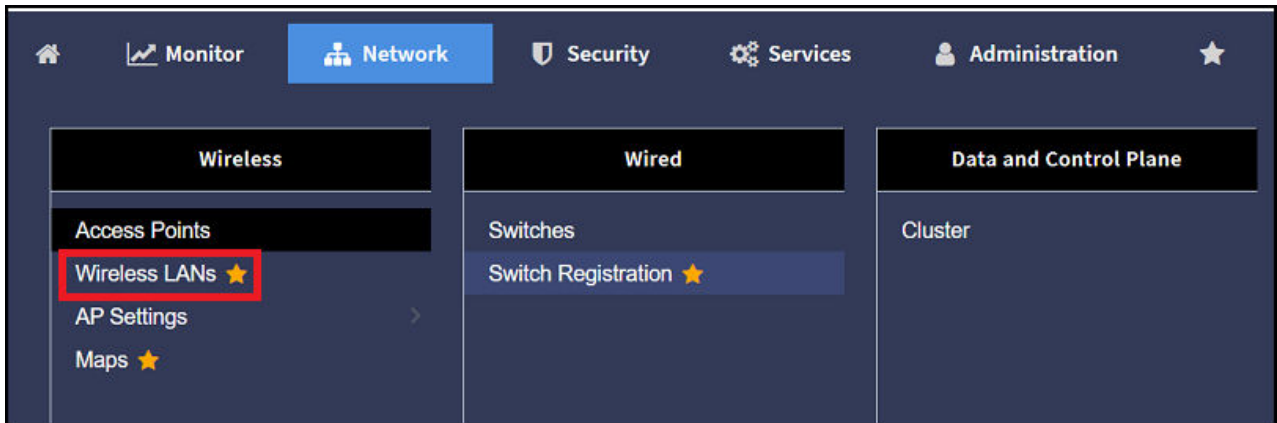 Monitor Network Security Services Administration
Wireless Wired Data and Control Plane
Access Points
Wireless LANs
AP Settings
Maps
Switches
Switch Registration
Cluster